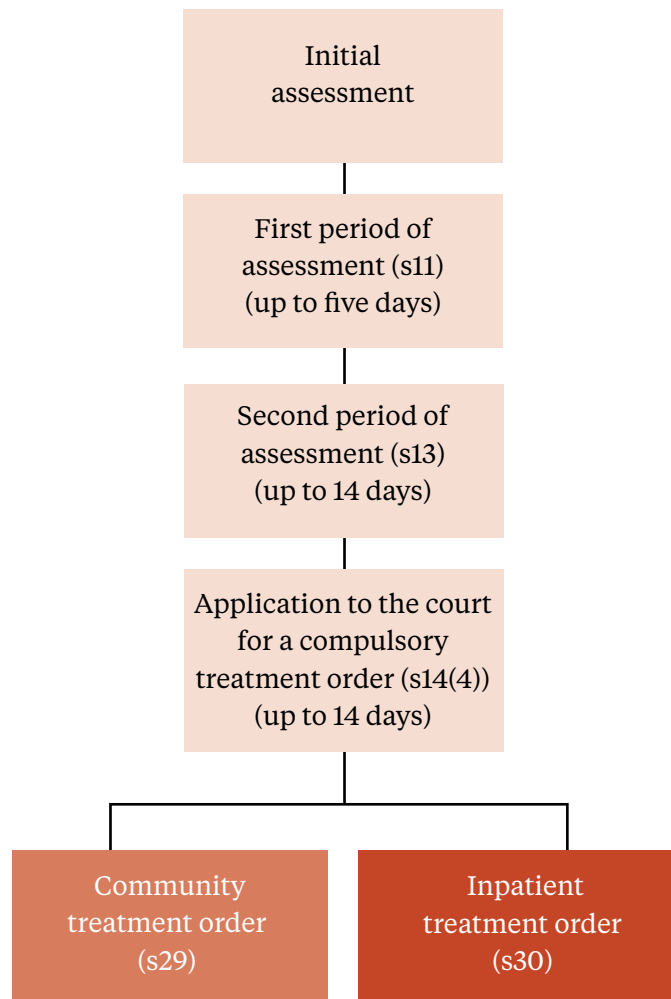 Initial
assessment
First period of
assessment (s11)
(up to five days)
Second period of
assessment (s13)
(up to 14 days)
Application to the court
for a compulsory
treatment order (s14(4))
(up to 14 days)
Community
treatment order
(s29)
Inpatient
treatment order
(s30)